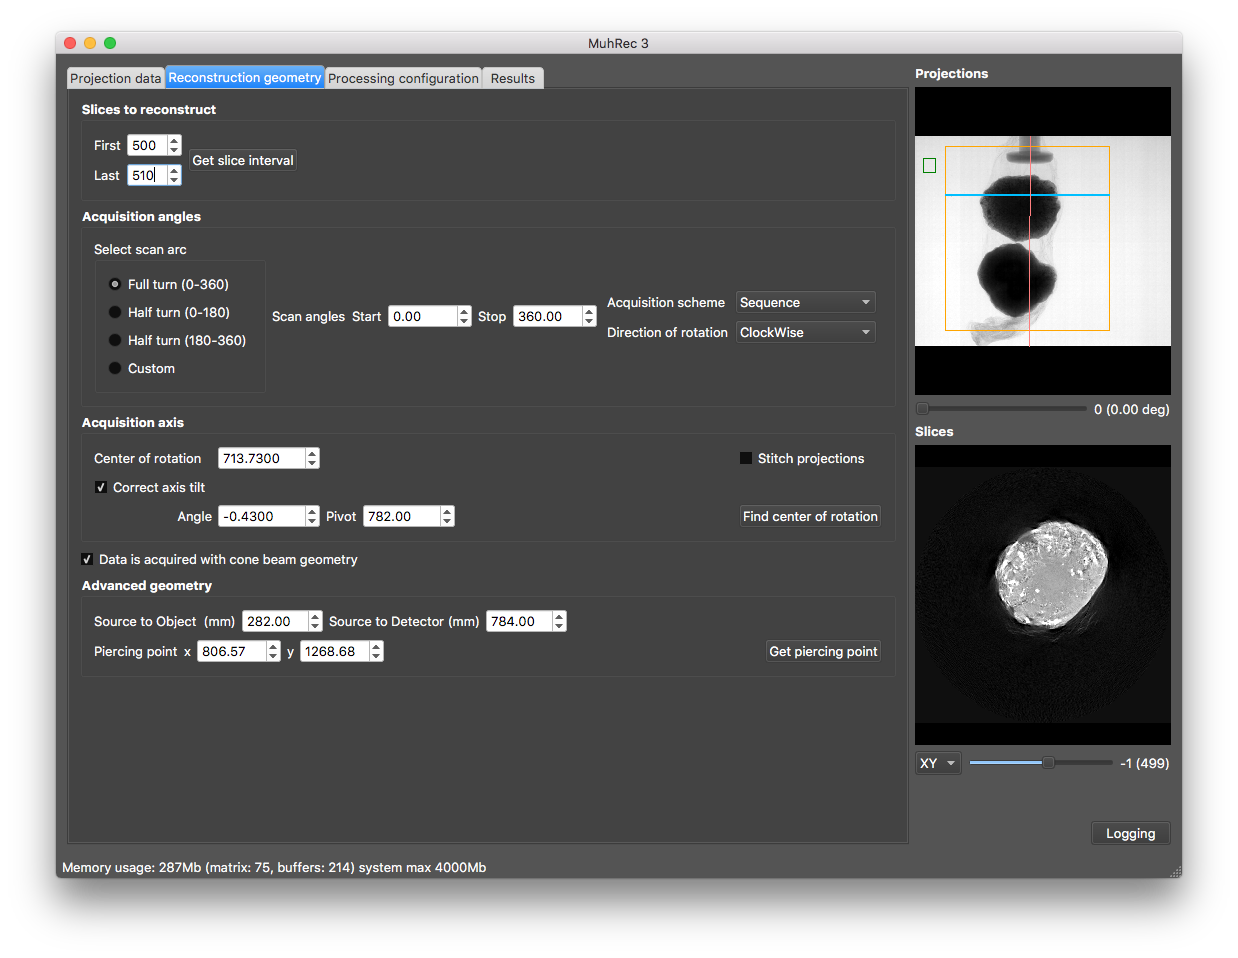 MuhRec 3
Projection data Reconstruction geometry Processing configuration Results
Slices to reconstruct
First 500
Get slice interval
Last 510
Acquisition angles
Select scan arc
Full turn (0-360)
Half turn (0-180)
Half turn (180-360)
Custom
Scan angles Start 0.00 Stop 360.00
Acquisition scheme Sequence
Direction of rotation ClockWise
Acquisition axis
Center of rotation 713.7300
Stitch projections
Correct axis tilt
Angle -0.4300 Pivot 782.00
Find center of rotation
Data is acquired with cone beam geometry
Advanced geometry
Source to Object (mm) 282.00 Source to Detector (mm) 784.00
Piercing point x 806.57 y 1268.68
Get piercing point
Projections
0 (0.00 deg)
Slices
XY -1 (499)
Logging
Memory usage: 287Mb (matrix: 75, buffers: 214) system max 4000Mb